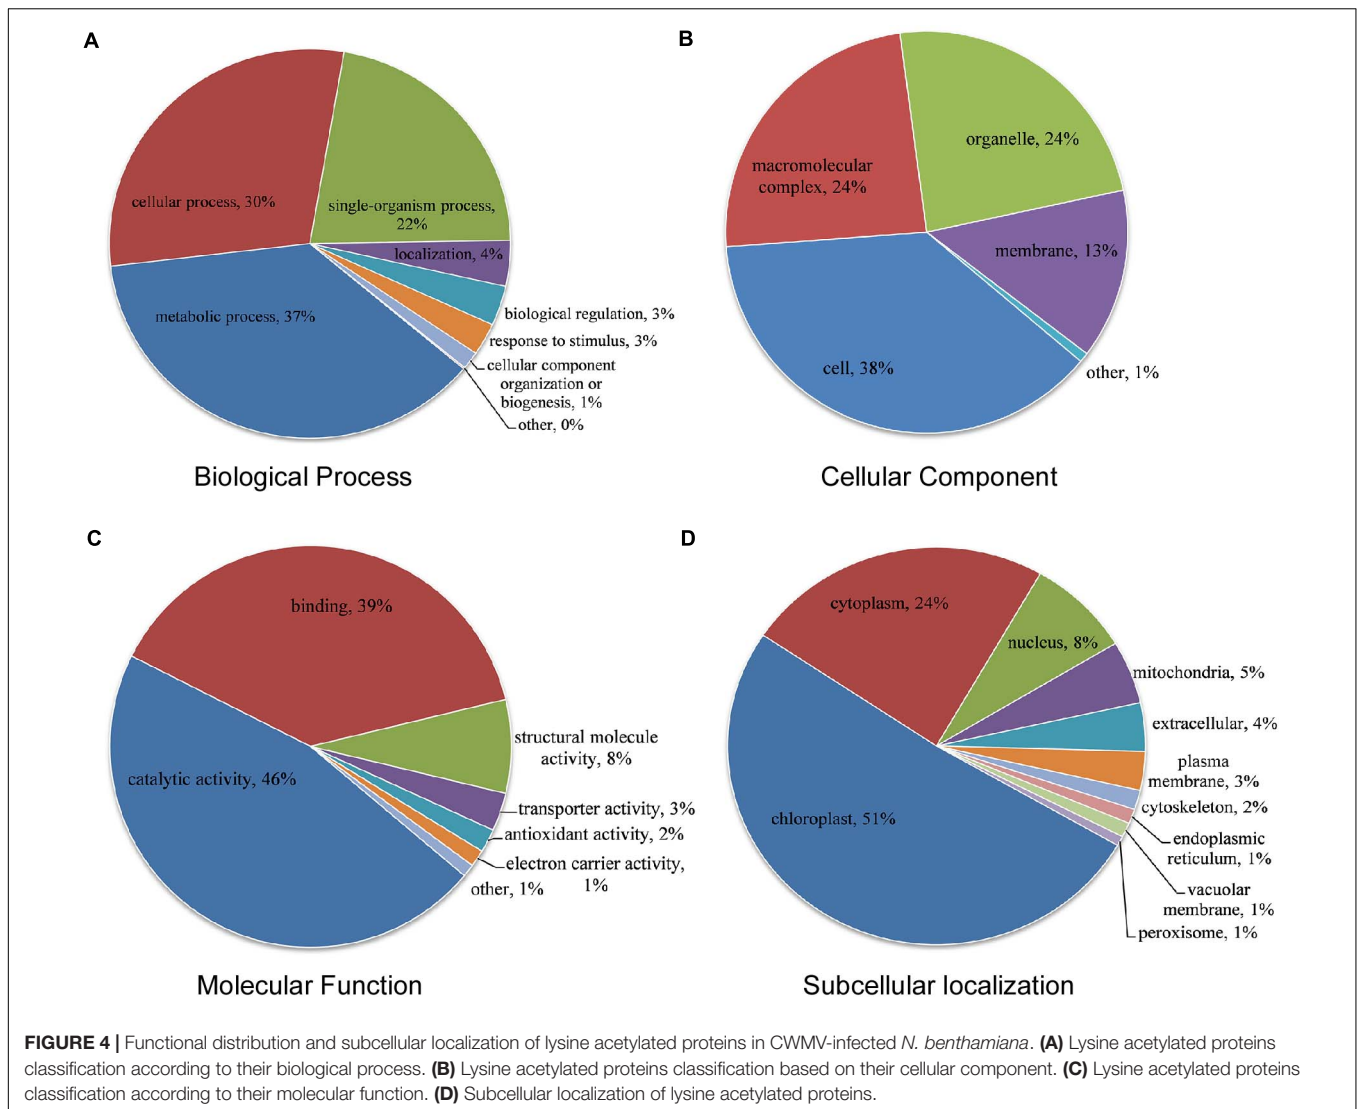 A
cellular process, 30%
single-organism process,
22%
localization, 4%
metabolic process, 37%
biological regulation, 3%
response to stimulus, 3%
cellular component
organization or
biogenesis, 1%
other, 0%
Biological Process
B
organelle, 24%
macromolecular
complex, 24%
membrane, 13%
cell, 38%
other, 1%
Cellular Component
C
binding, 39%
structural molecule
activity, 8%
catalytic activity, 46%
transporter activity, 3%
antioxidant activity, 2%
electron carrier activity,
1%
other, 1%
Molecular Function
D
cytoplasm, 24%
nucleus, 8%
mitochondria, 5%
extracellular, 4%
plasma
membrane, 3%
cytoskeleton, 2%
chloroplast, 51%
endoplasmic
reticulum, 1%
vacuolar
membrane, 1%
peroxisome, 1%
Subcellular localization
FIGURE 4 | Functional distribution and subcellular localization of lysine acetylated proteins in CWMV-infected N. benthamiana. (A) Lysine acetylated proteins
classification according to their biological process. (B) Lysine acetylated proteins classification based on their cellular component. (C) Lysine acetylated proteins
classification according to their molecular function. (D) Subcellular localization of lysine acetylated proteins.